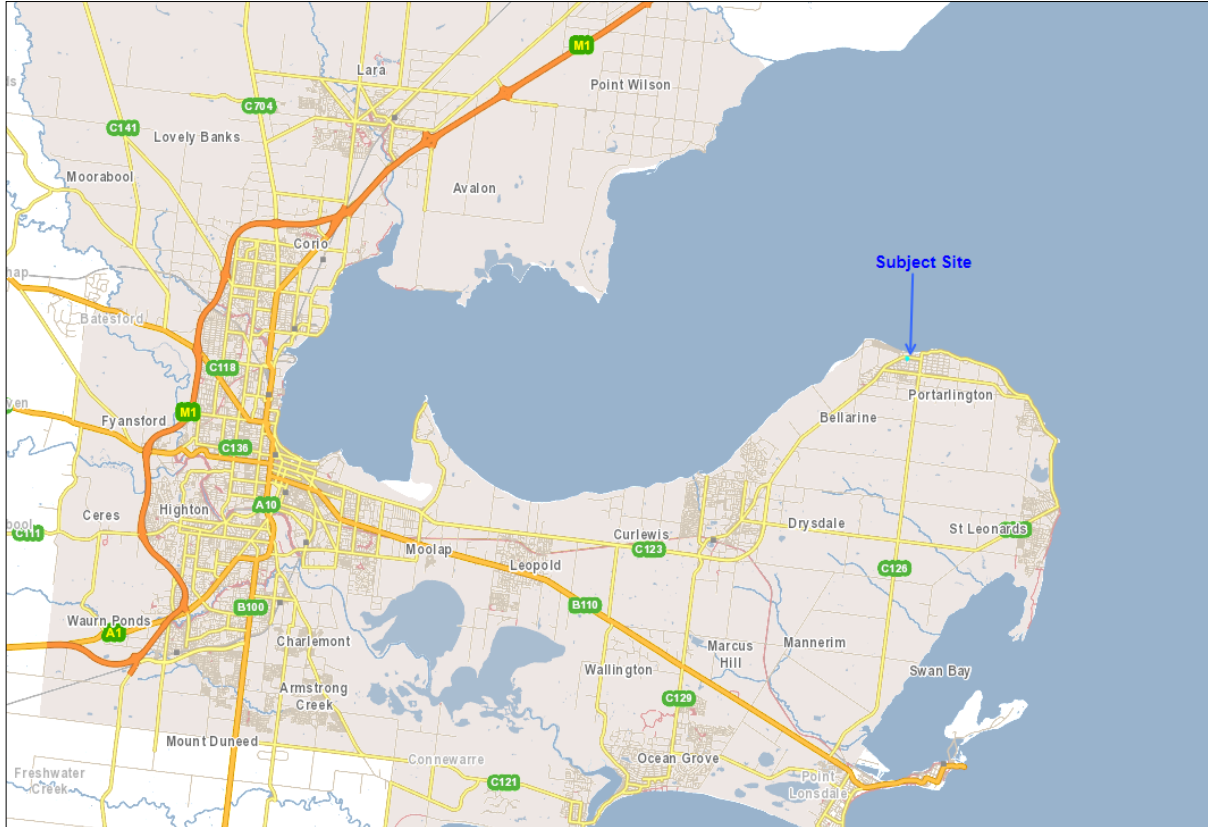 M1
Lara
Point Wilson
C704
C141
Lovely Banks
Moorabool
Avalon
Corio
Subject Site
Batesford
C118
Portarlington
M1
Bellarine
Fyansford
C136
Highton
A10
Ceres
Drysdale
St Leonards
C111
Curlewis
C123
Moolap
Leopold
C126
B110
B100
Waurn Ponds
A1
Charlemont
Marcus
Hill
Mannerim
Wallington
Swan Bay
Armstrong
Creek
C129
Mount Duneed
Connewarre
Ocean Grove
Freshwater
Creek
C121
Point
Lonsdale